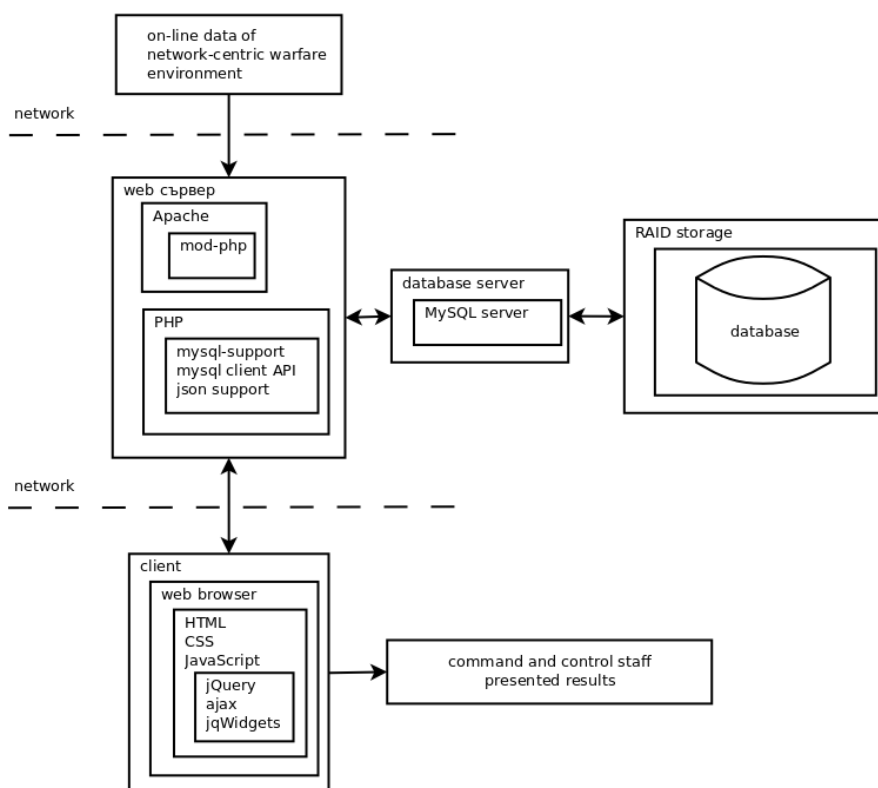 on-line data of
network-centric warfare
environment
network
web сървер
Apache
mod-php
PHP
mysql-support
mysql client API
json support
database server
MySQL server
RAID storage
database
network
client
web browser
HTML
CSS
JavaScript
jQuery
ajax
jqWidgets
command and control staff
presented results